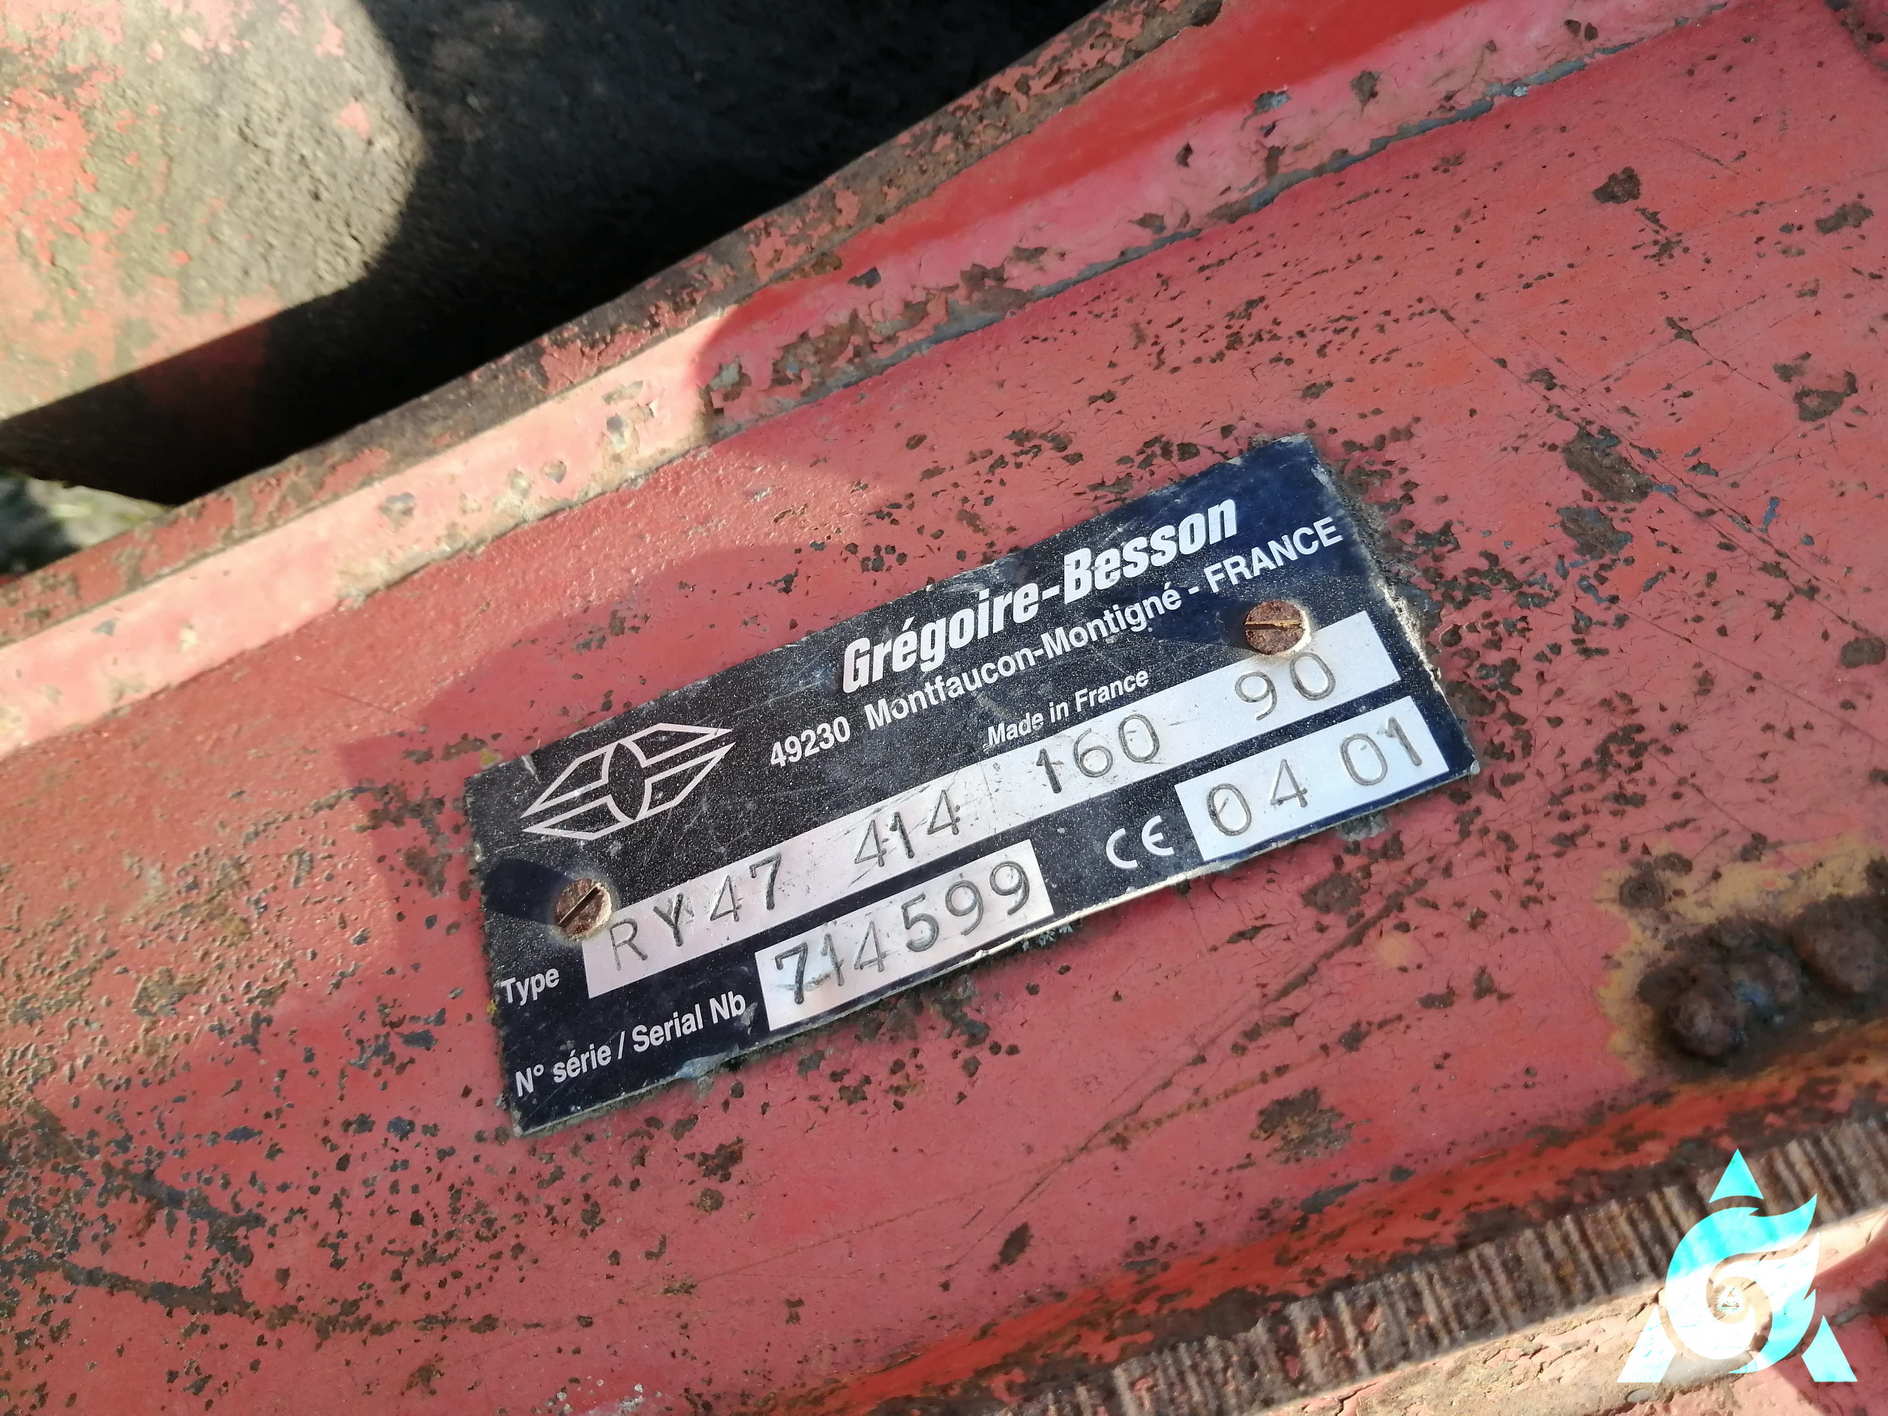 Grégoire-Besson
49230 Montfaucon-Montigné - FRANCE
Made in France
Type RY47 414 160 90
N° série / Serial Nb 714599 CE 04 01